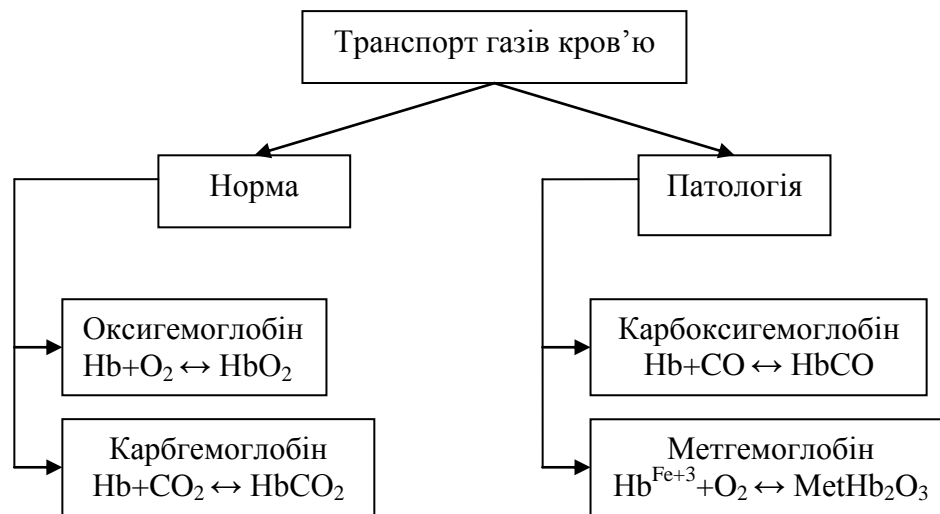 Транспорт газів кров’ю
Норма
Патологія
Оксигемоглобін
Hb+O₂ ↔ HbO₂
Карбгемоглобін
Hb+CO₂ ↔ HbCO₂
Карбоксигемоглобін
Hb+CO ↔ HbCO
Метгемоглобін
Hb^Fe+3+O₂ ↔ MetHb₂O₃